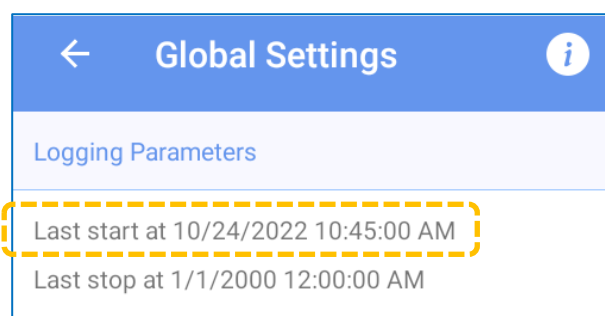 Global Settings
i
Logging Parameters
Last start at 10/24/2022 10:45:00 AM
Last stop at 1/1/2000 12:00:00 AM